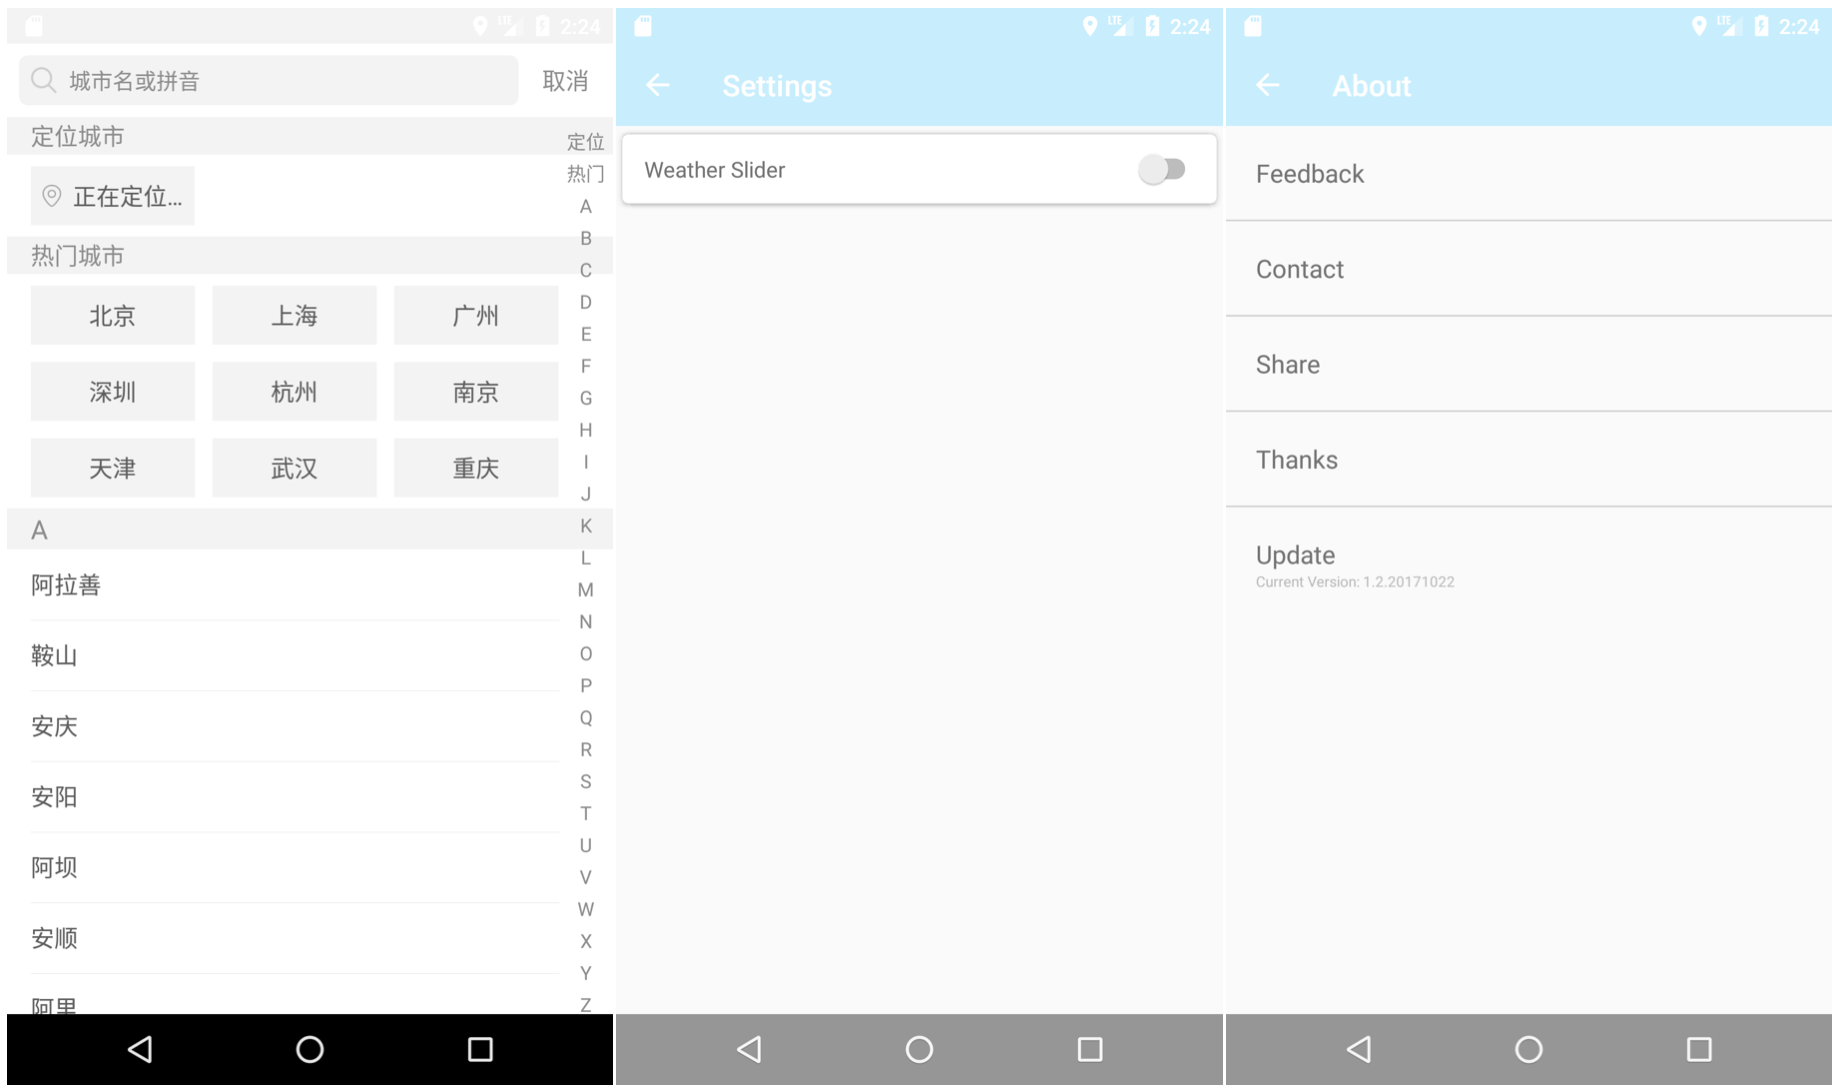 LTE 2:24
城市名或拼音 取消
定位城市
正在定位...
热门城市
北京 上海 广州
深圳 杭州 南京
天津 武汉 重庆
A
阿拉善
鞍山
安庆
安阳
阿坝
安顺
阿里
定位
热门
A
B
C
D
E
F
G
H
I
J
K
L
M
N
O
P
Q
R
S
T
U
V
W
X
Y
Z
LTE 2:24
Settings
Weather Slider
LTE 2:24
About
Feedback
Contact
Share
Thanks
Update
Current Version: 1.2.20171022